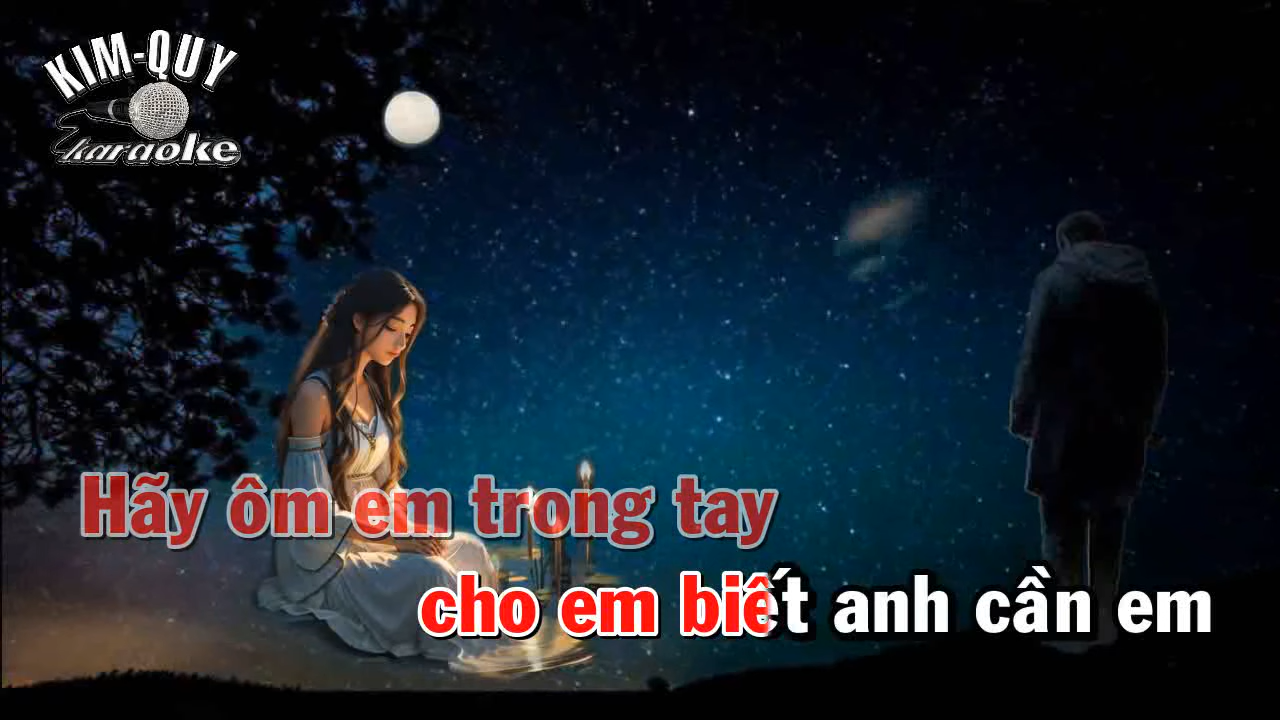 KIM-QUY
karaoke
Hãy ôm em trong tay
cho em biết anh cần em